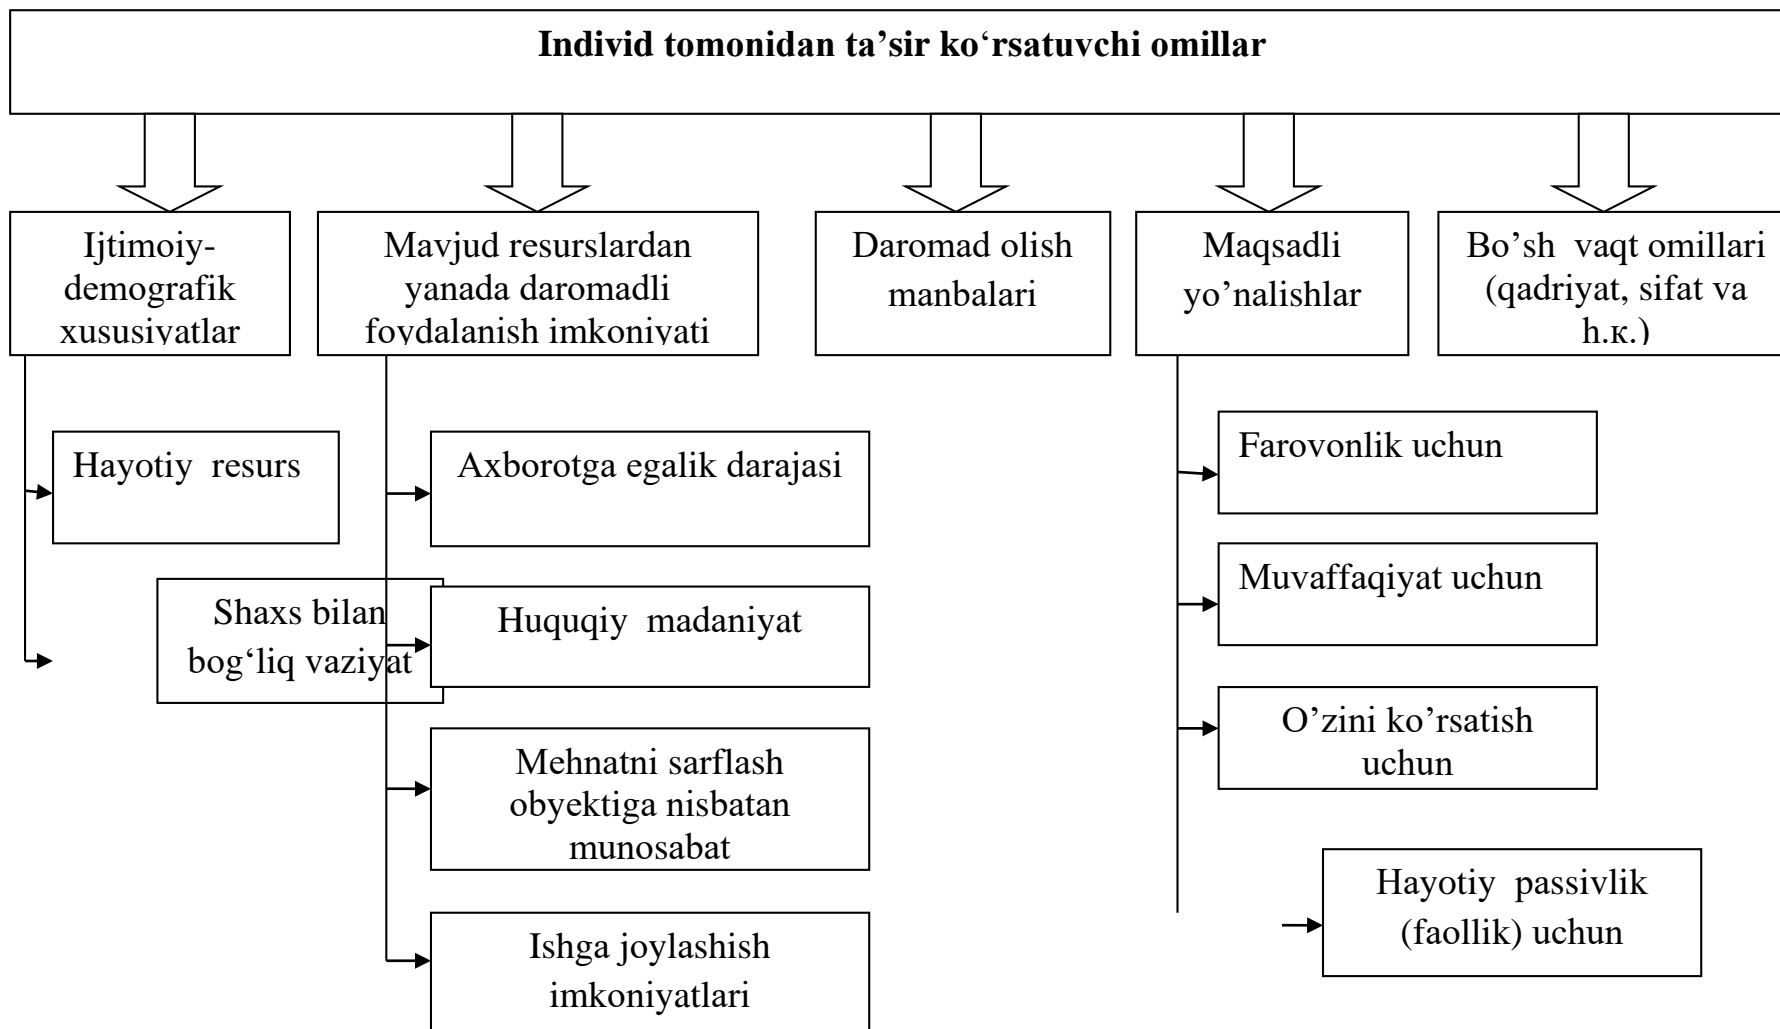 Individ tomonidan ta’sir ko‘rsatuvchi omillar
Ijtimoiy-
demografik
xususiyatlar
Mavjud resurslardan
yanada daromadli
foydalanish imkoniyati
Daromad olish
manbalari
Maqsadli
yo’nalishlar
Bo’sh vaqt omillari
(qadriyat, sifat va
h.к.)
Hayotiy resurs
Shaxs bilan
bog‘liq vaziyat
Axborotga egalik darajasi
Huquqiy madaniyat
Mehnatni sarflash
obyektiga nisbatan
munosabat
Ishga joylashish
imkoniyatlari
Farovonlik uchun
Muvaffaqiyat uchun
O’zini ko’rsatish
uchun
Hayotiy passivlik
(faollik) uchun